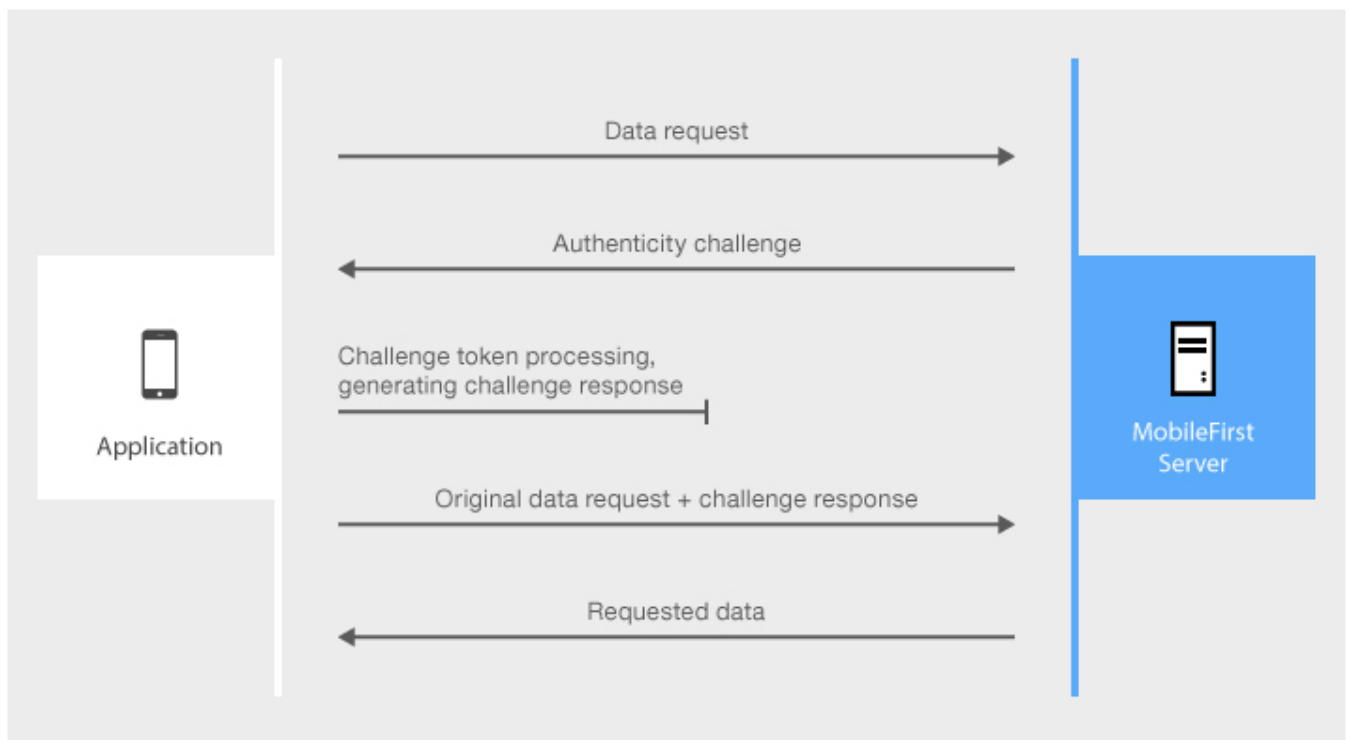 Data request
Authenticity challenge
Challenge token processing,
generating challenge response
Application
MobileFirst
Server
Original data request + challenge response
Requested data